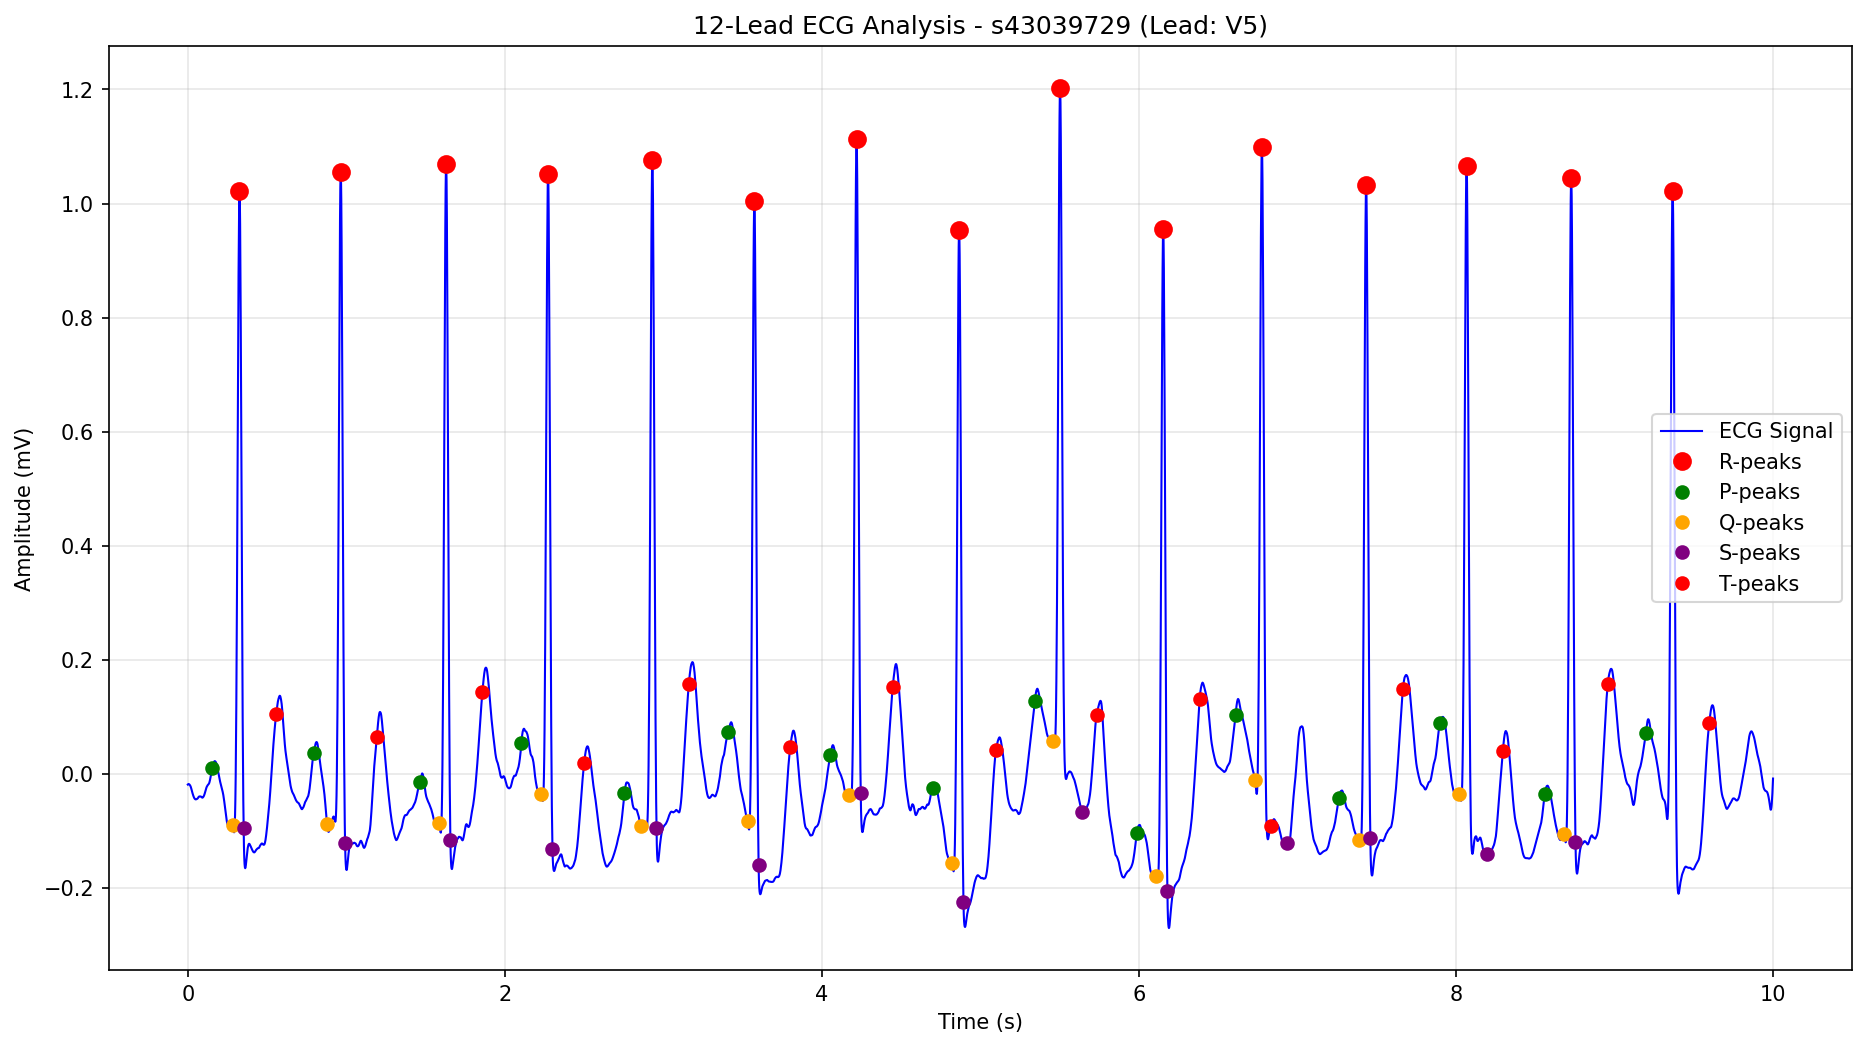 12-Lead ECG Analysis - s43039729 (Lead: V5)
Amplitude (mV)
1.2
1.0
0.8
0.6
0.4
0.2
0.0
−0.2
ECG Signal
R-peaks
P-peaks
Q-peaks
S-peaks
T-peaks
0 2 4 6 8 10
Time (s)